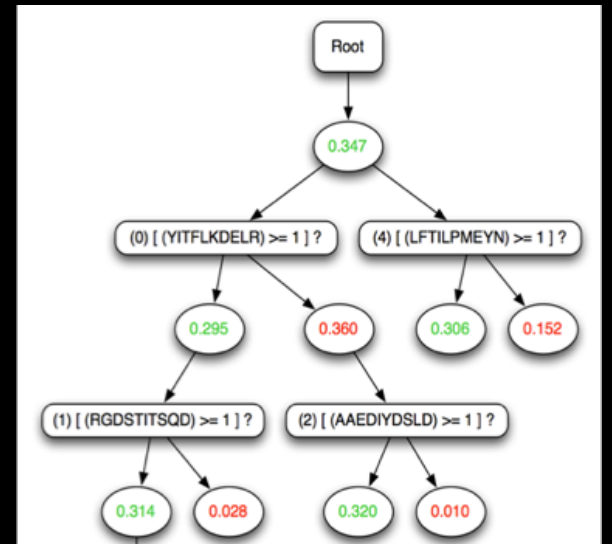 Root
0.347
(0) [ (YITFLKDELR) >= 1 ] ?
(4) [ (LFTILPMEYN) >= 1 ] ?
0.295
0.360
0.306
0.152
(1) [ (RGDSTITSQD) >= 1 ] ?
(2) [ (AAEDIYDSLD) >= 1 ] ?
0.314
0.028
0.320
0.010